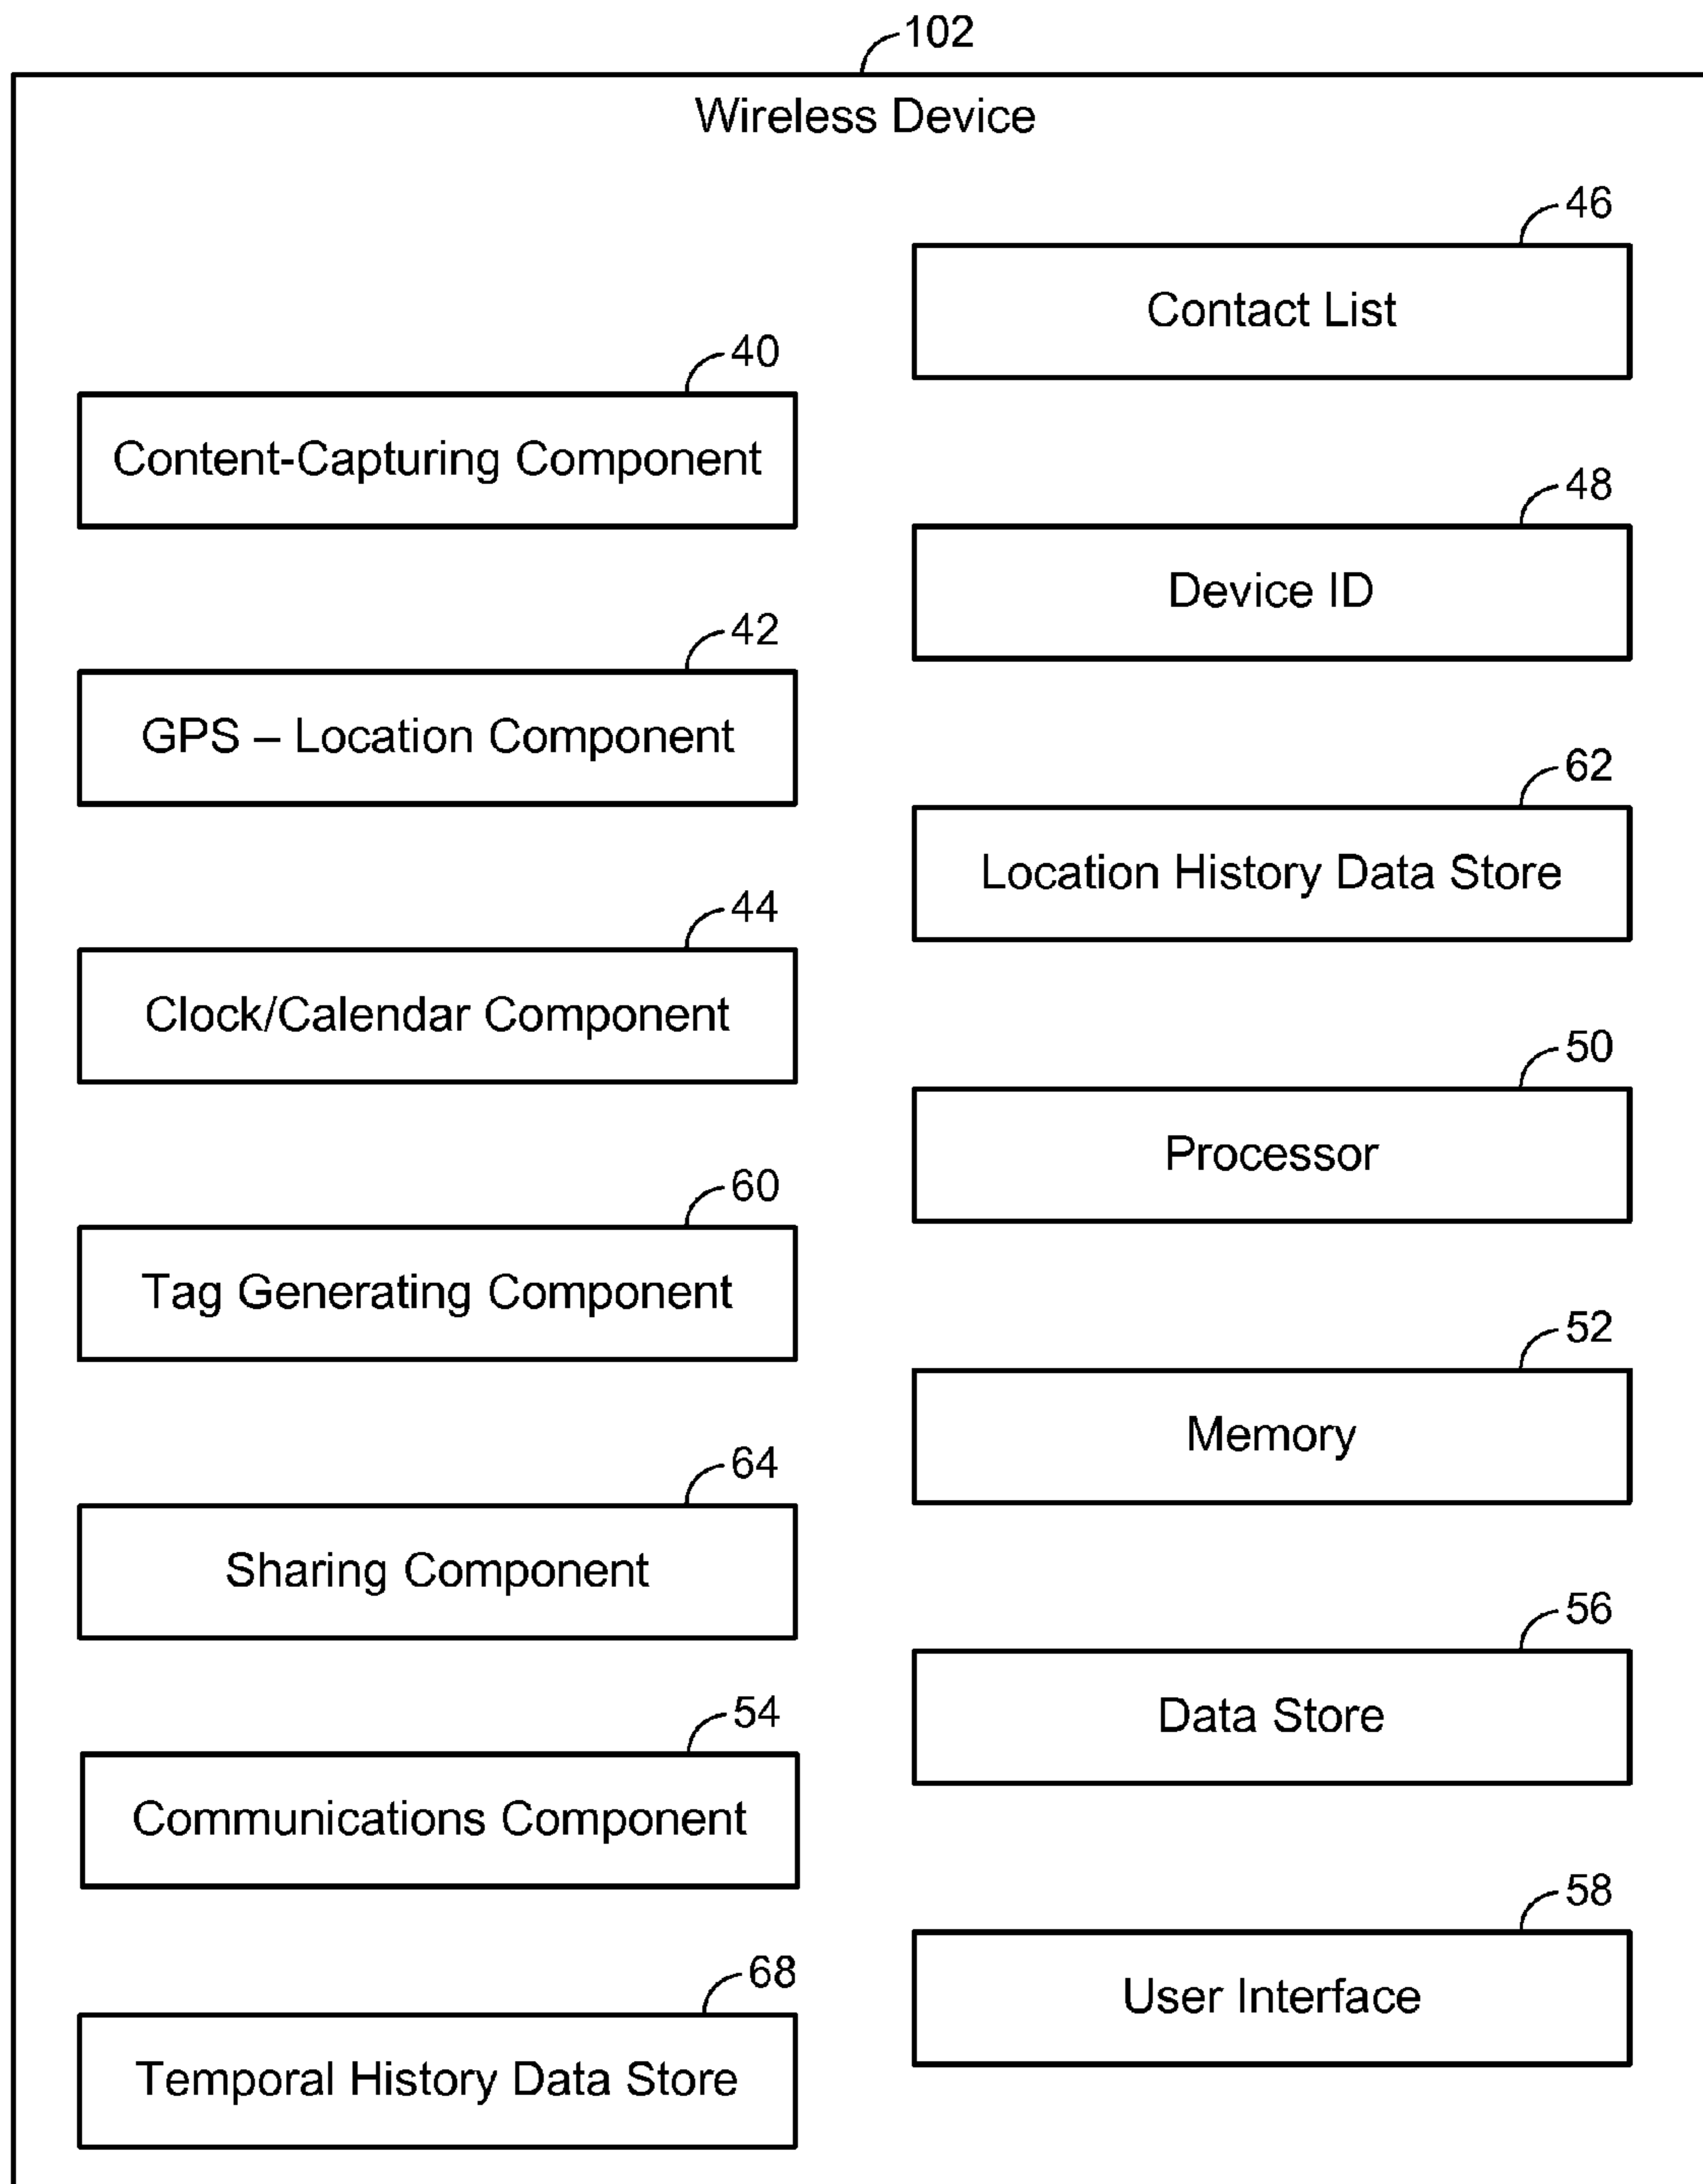 102
Wireless Device
40
Content-Capturing Component
42
GPS – Location Component
44
Clock/Calendar Component
60
Tag Generating Component
64
Sharing Component
54
Communications Component
68
Temporal History Data Store
46
Contact List
48
Device ID
62
Location History Data Store
50
Processor
52
Memory
56
Data Store
58
User Interface